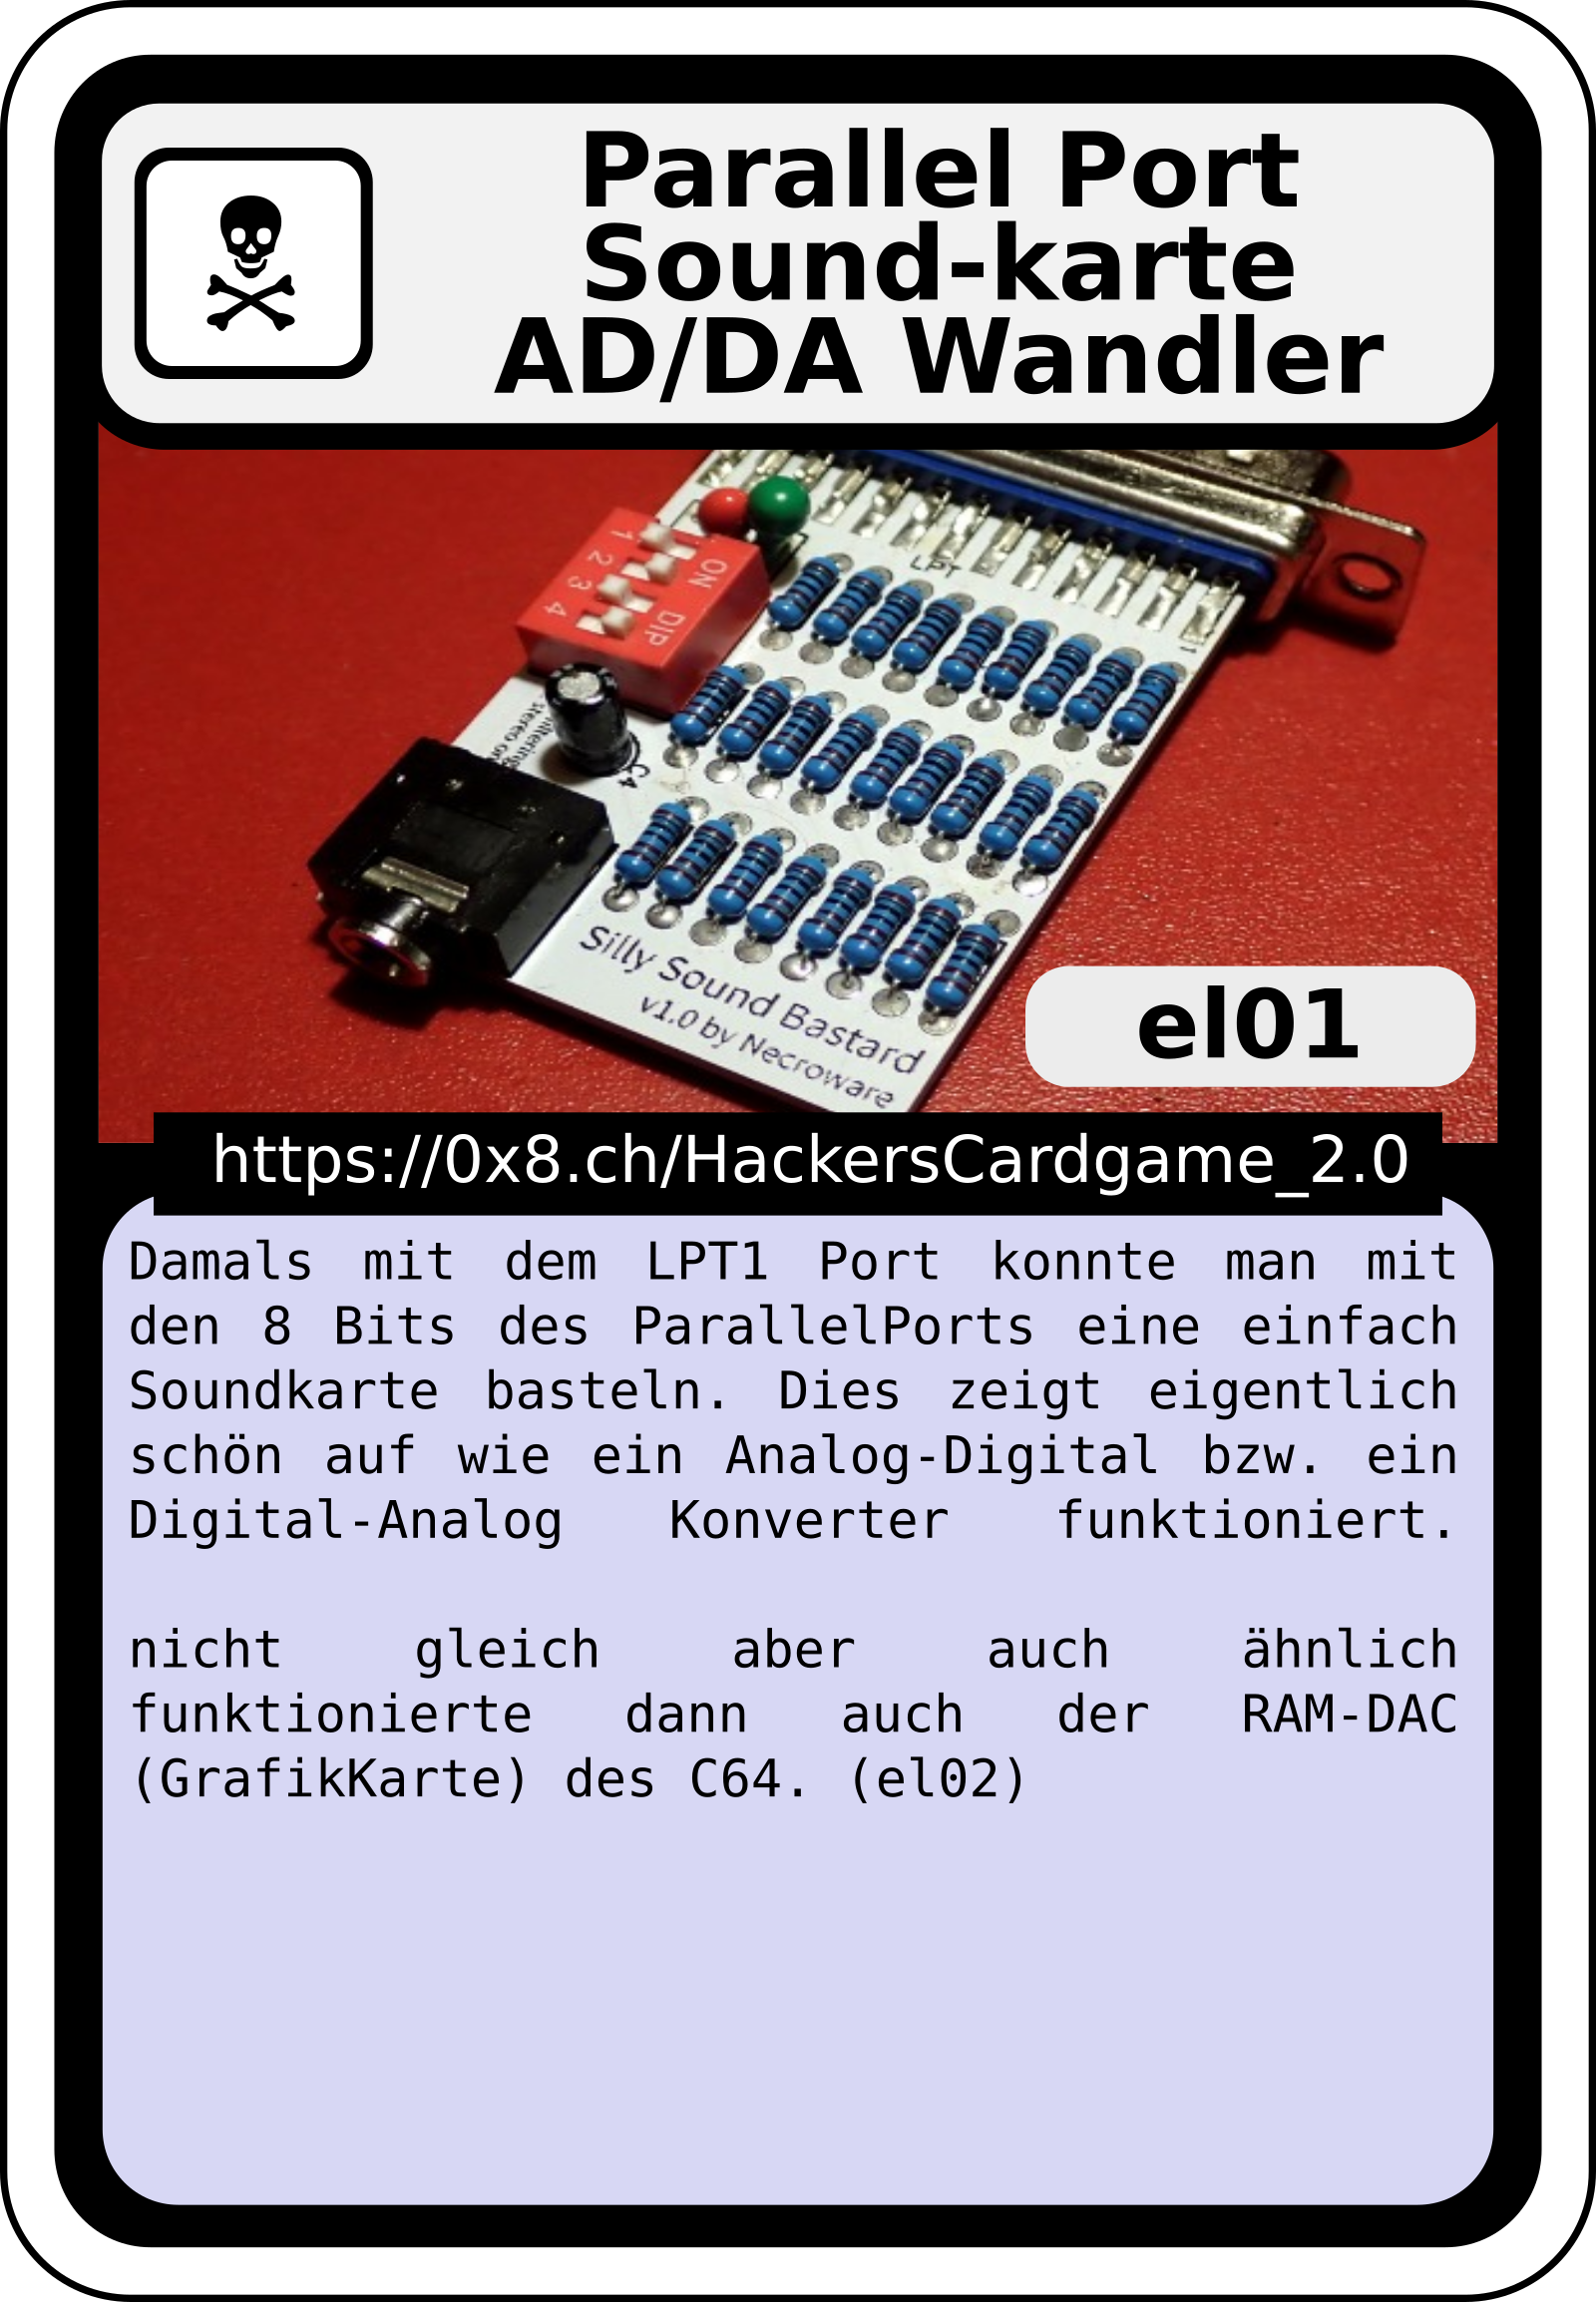 Parallel Port
Sound-karte
AD/DA Wandler
LPT
1
ON
DIP
1
2
3
4
C4
stereo or
Silly Sound Bastard
v1.0 by Necroware
el01
https://0x8.ch/HackersCardgame_2.0
Damals mit dem LPT1 Port konnte man mit
den 8 Bits des ParallelPorts eine einfach
Soundkarte basteln. Dies zeigt eigentlich
schön auf wie ein Analog-Digital bzw. ein
Digital-Analog Konverter funktioniert.
nicht gleich aber auch ähnlich
funktionierte dann auch der RAM-DAC
(GrafikKarte) des C64. (el02)